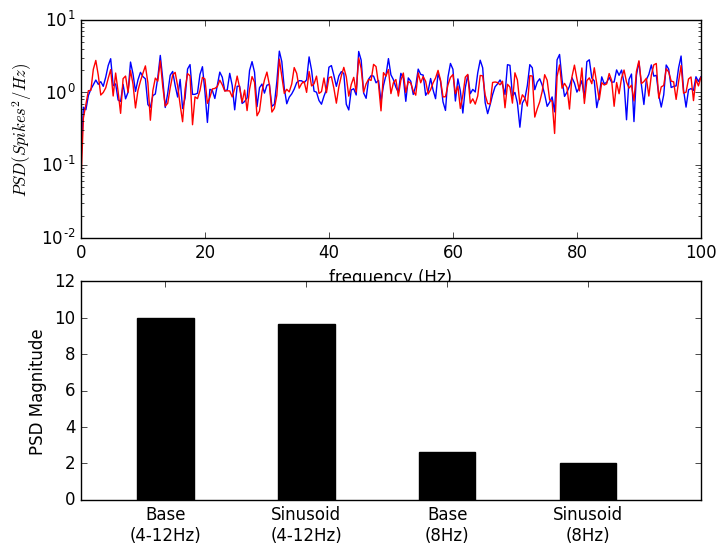 10^1
10^0
10^-1
10^-2
PSD(Spikes^2/Hz)
0 20 40 60 80 100
frequency (Hz)
12
10
8
6
4
2
0
PSD Magnitude
Base Sinusoid Base Sinusoid
(4-12Hz) (4-12Hz) (8Hz) (8Hz)